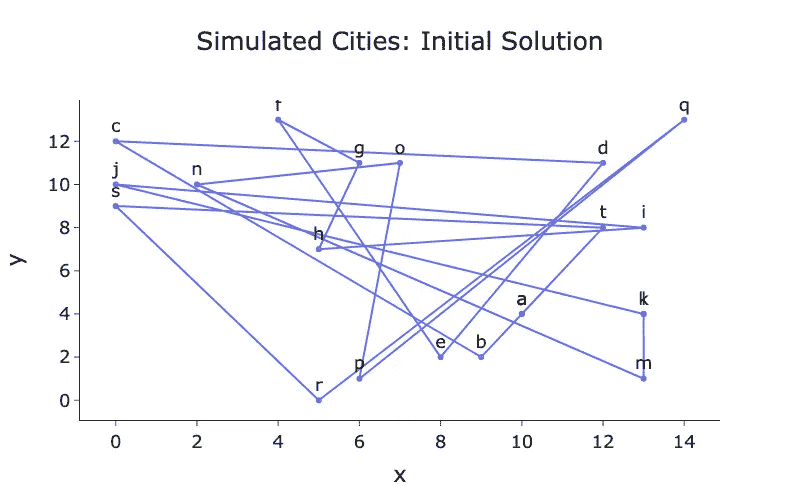 Simulated Cities: Initial Solution
f q
c
12
g o d
j n
10
s
t i
8
h
y
6
a k
4
e b
2
p m
r
0
0 2 4 6 8 10 12 14
x